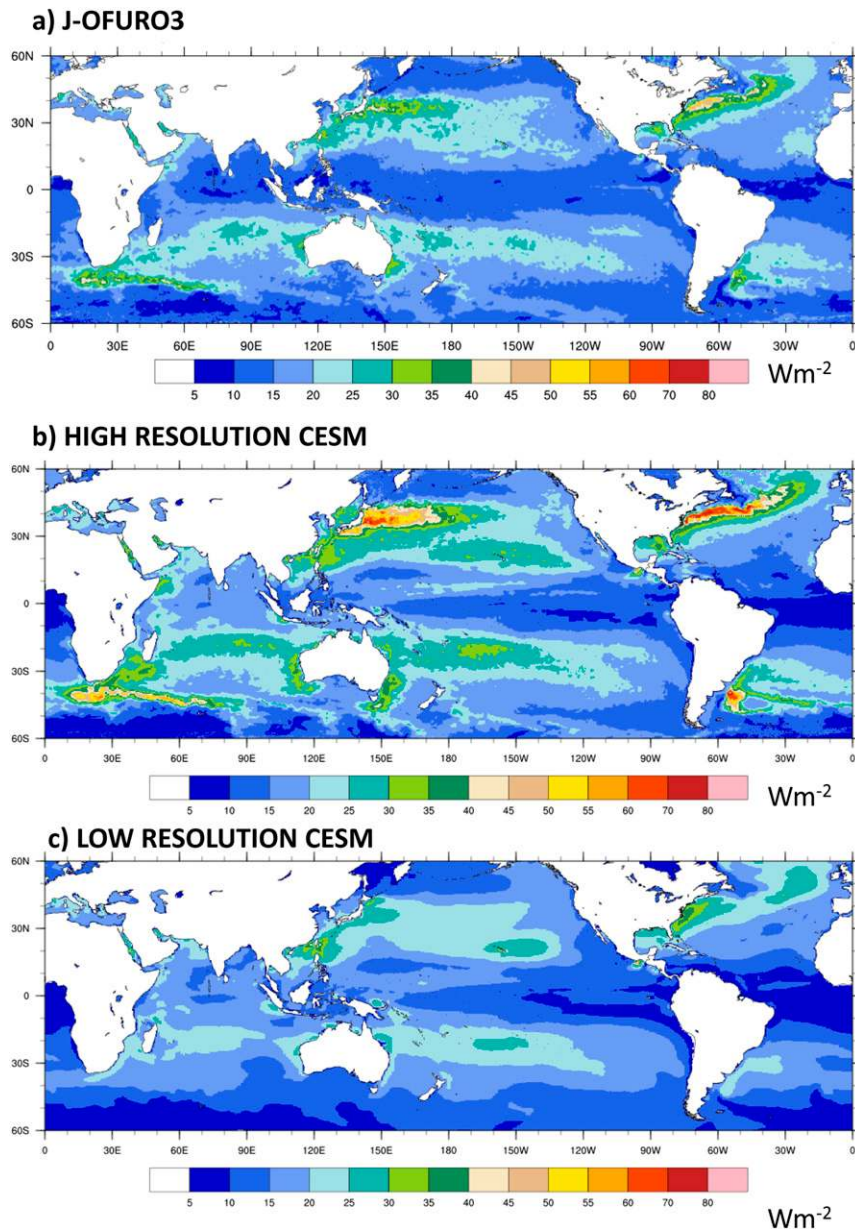 a) J-OFURO3
60N
30N
0
30S
60S
0 30E 60E 90E 120E 150E 180 150W 120W 90W 60W 30W 0
5 10 15 20 25 30 35 40 45 50 55 60 70 80
Wm-2
b) HIGH RESOLUTION CESM
60N
30N
0
30S
60S
0 30E 60E 90E 120E 150E 180 150W 120W 90W 60W 30W 0
5 10 15 20 25 30 35 40 45 50 55 60 70 80
Wm-2
c) LOW RESOLUTION CESM
60N
30N
0
30S
60S
0 30E 60E 90E 120E 150E 180 150W 120W 90W 60W 30W 0
5 10 15 20 25 30 35 40 45 50 55 60 70 80
Wm-2